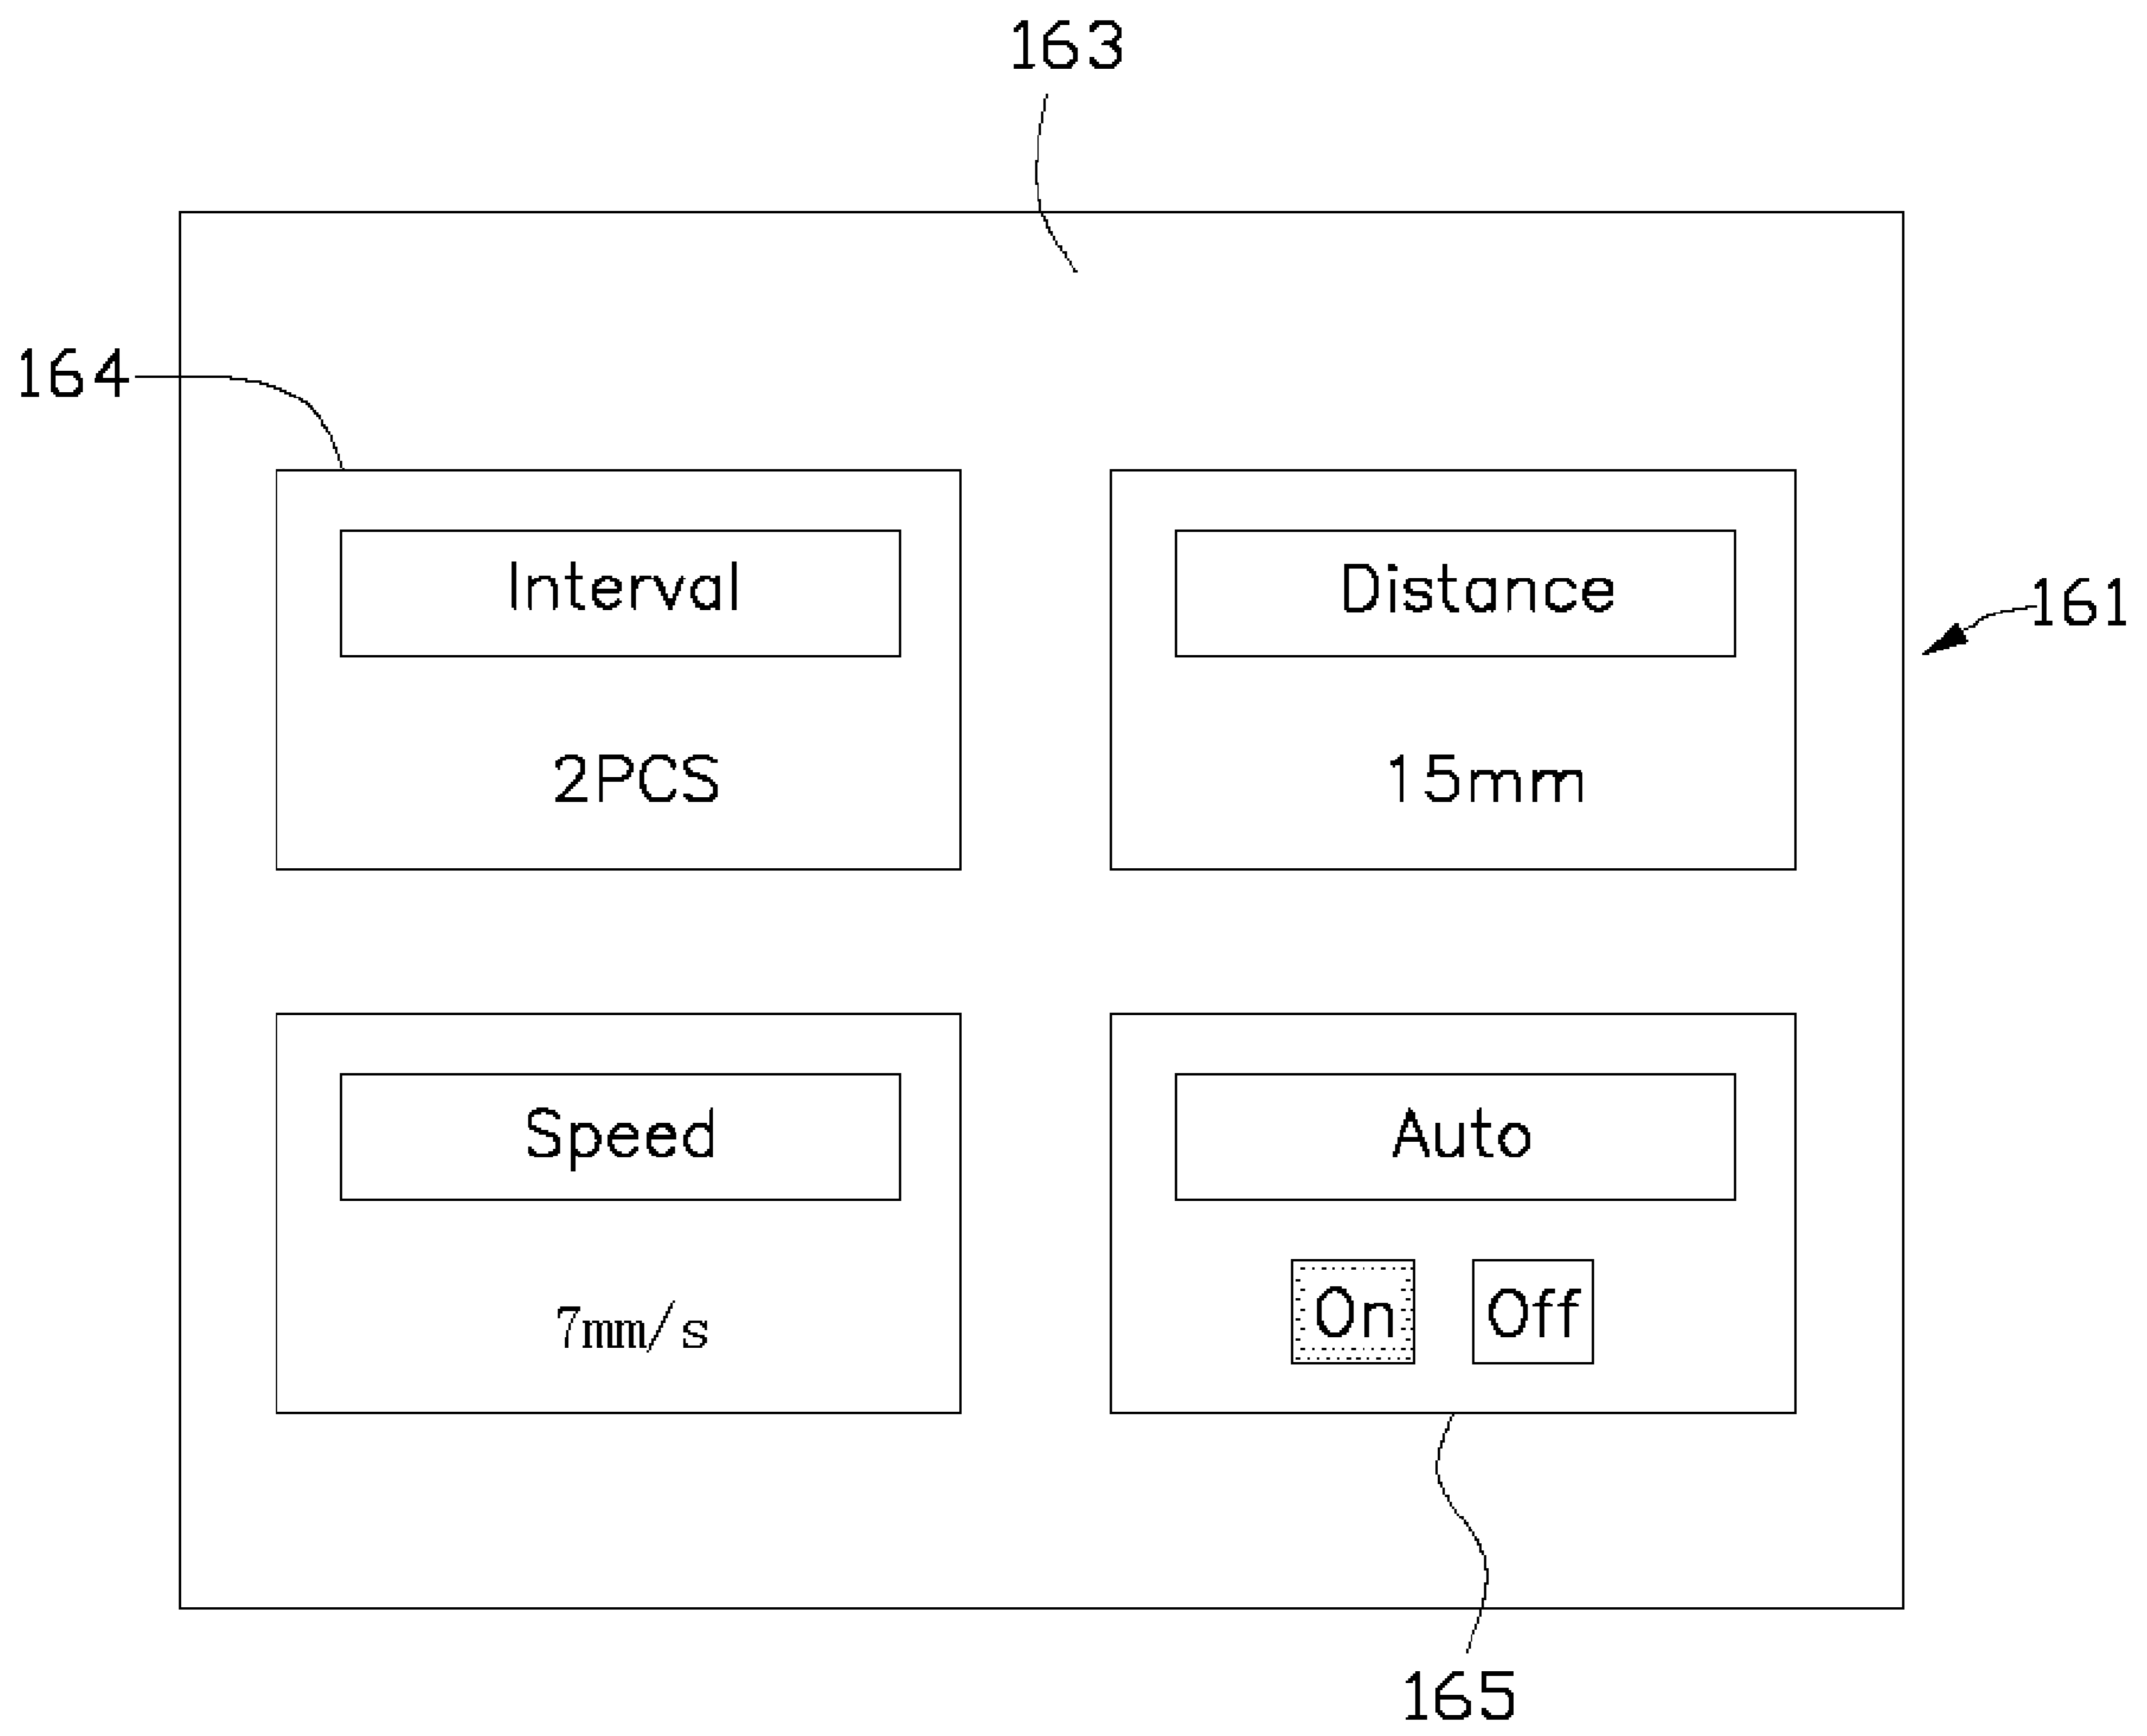 163
164
Interval
Distance
161
2PCS
15mm
Speed
Auto
7mm/s
On
Off
165